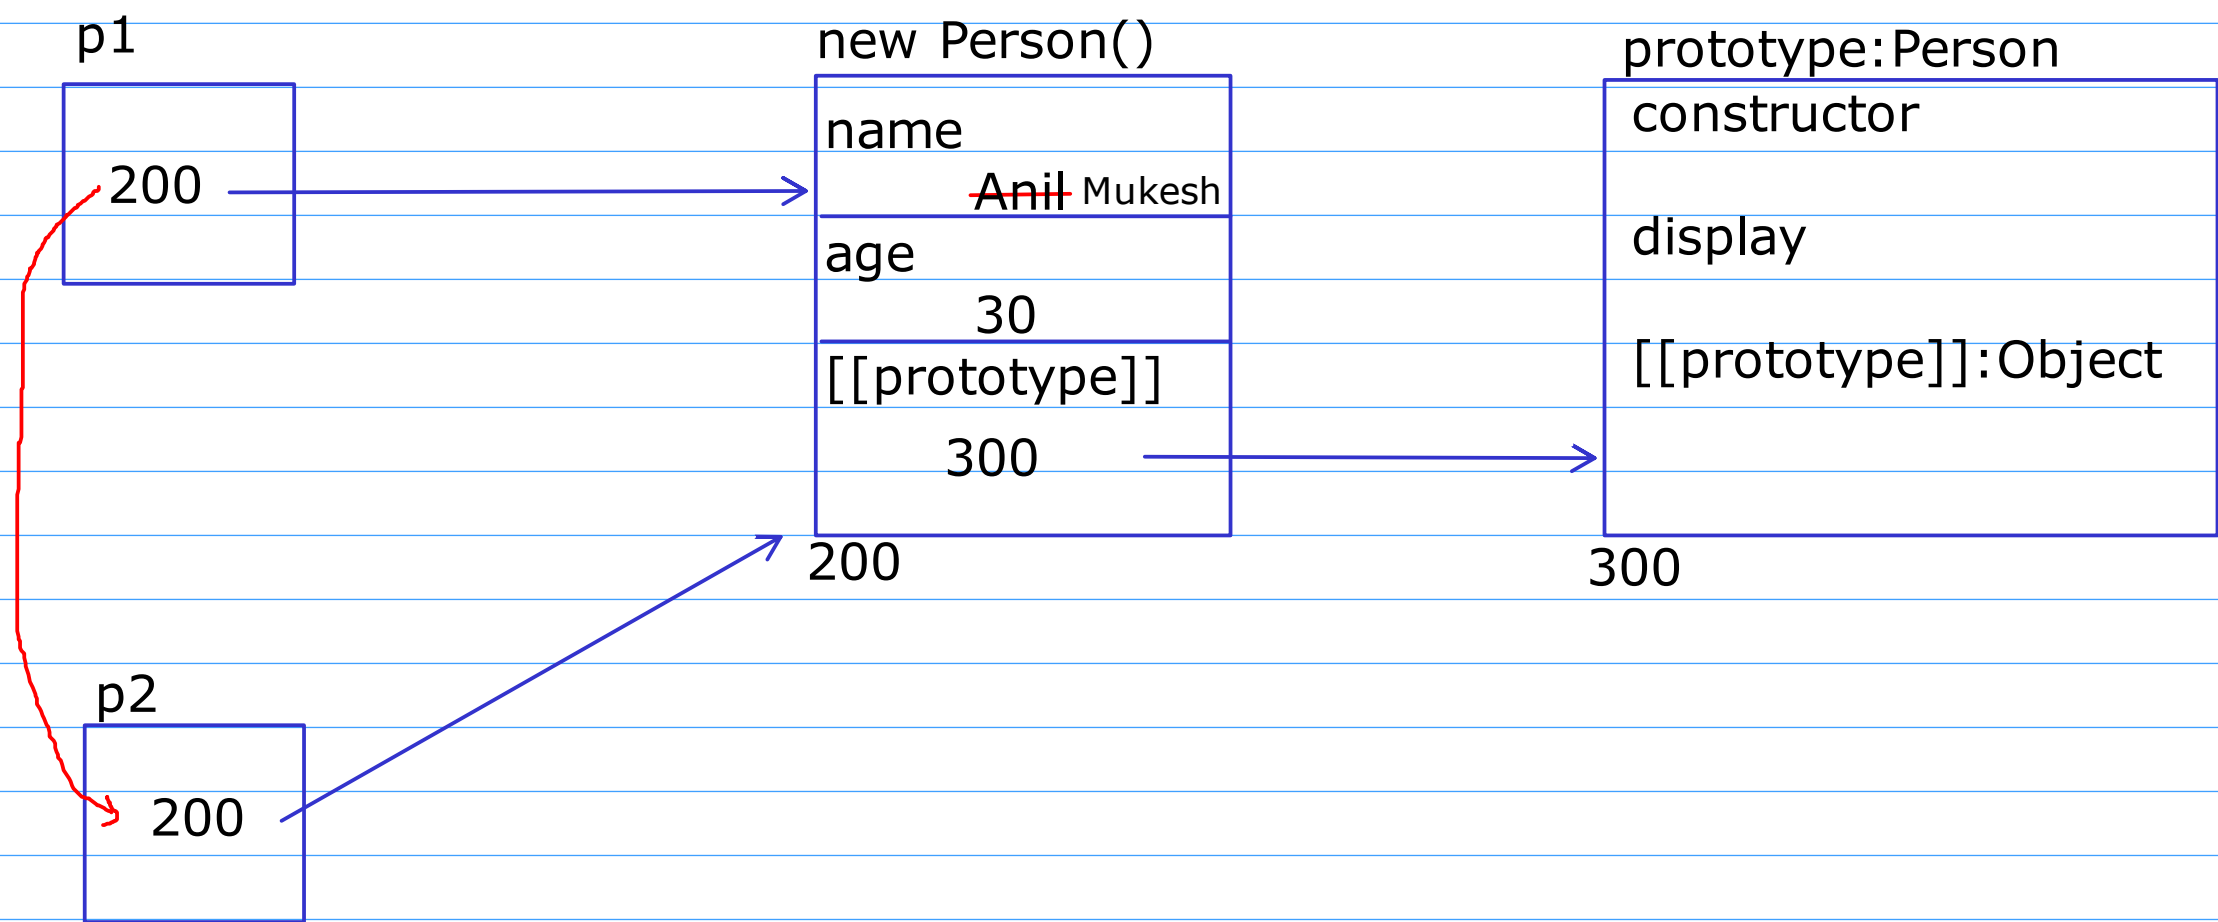 p1
200
new Person()
name
Anil Mukesh
age
30
[[prototype]]
300
200
prototype:Person
constructor
display
[[prototype]]:Object
300
p2
200